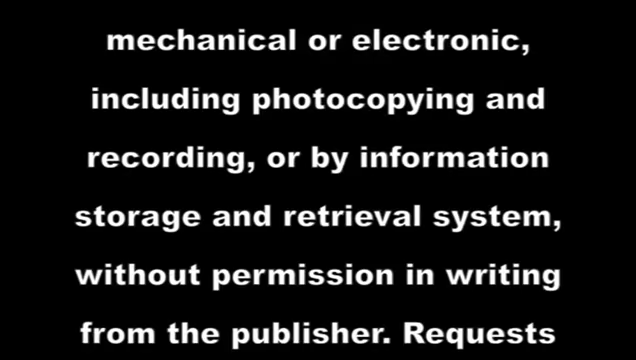 mechanical or electronic,
including photocopying and
recording, or by information
storage and retrieval system,
without permission in writing
from the publisher. Requests